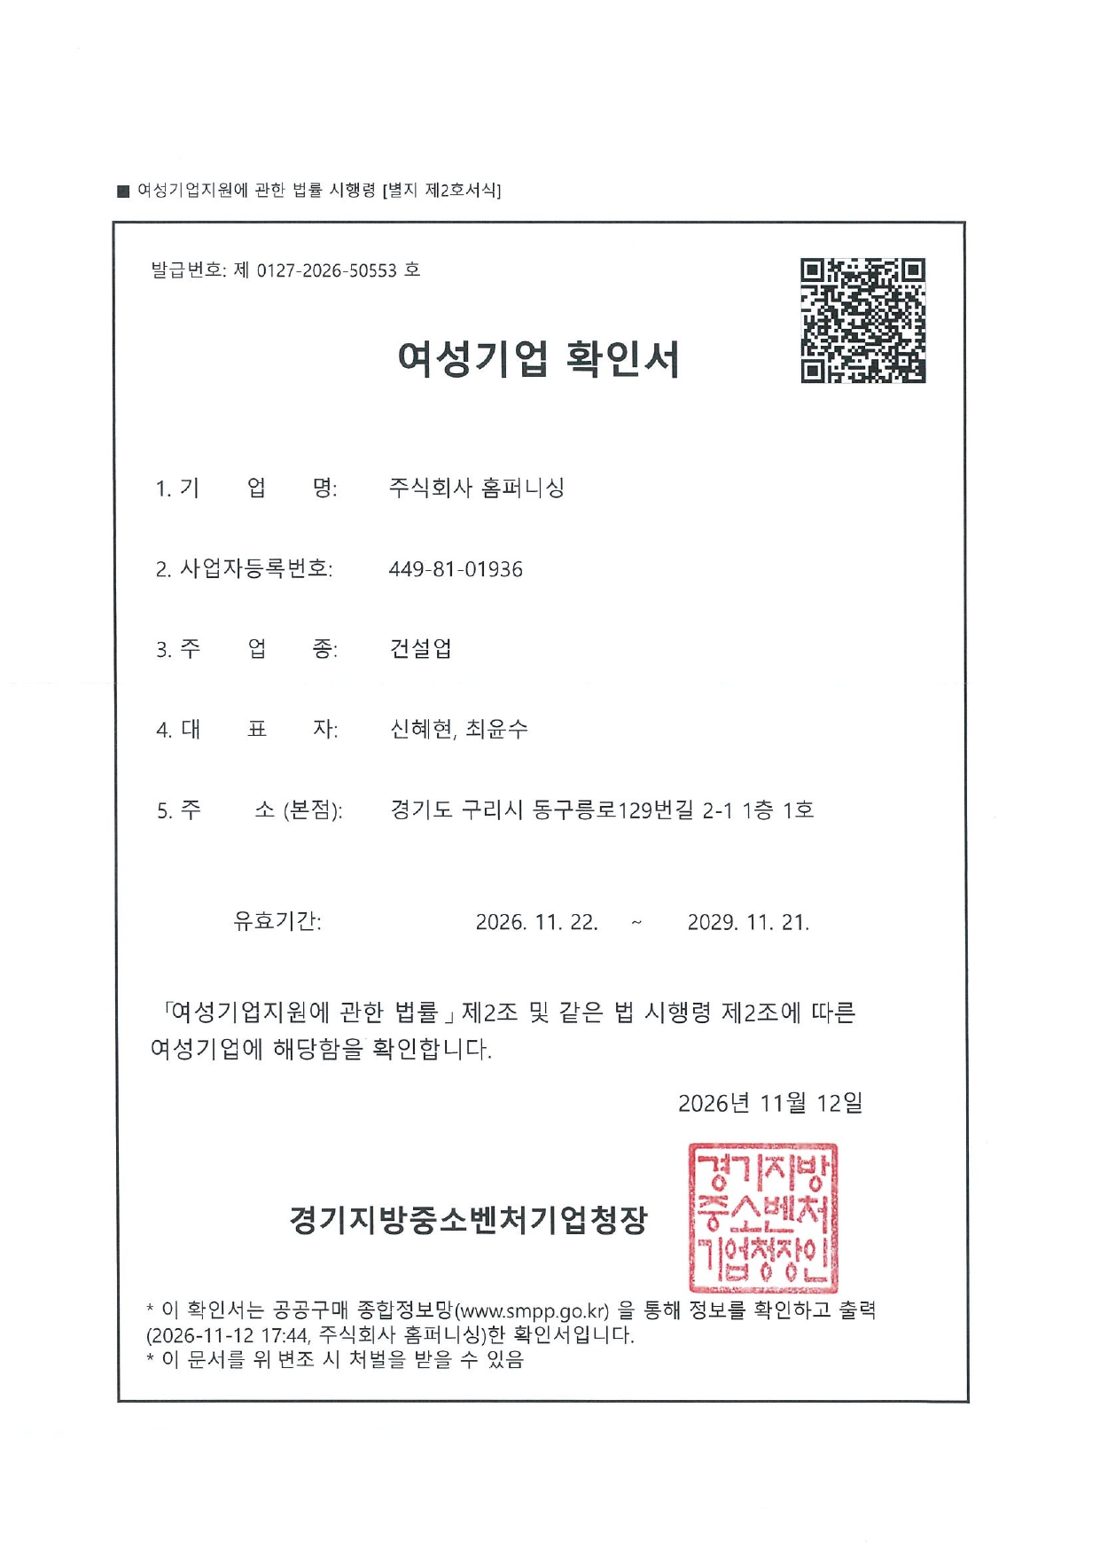 ■ 여성기업지원에 관한 법률 시행령 [별지 제2호서식]
발급번호: 제 0127-2026-50553 호
여성기업 확인서
1. 기 업 명: 주식회사 홈퍼니싱
2. 사업자등록번호: 449-81-01936
3. 주 업 종: 건설업
4. 대 표 자: 신혜현, 최윤수
5. 주 소 (본점): 경기도 구리시 동구릉로129번길 2-1 1층 1호
유효기간: 2026. 11. 22. ~ 2029. 11. 21.
「여성기업지원에 관한 법률」제2조 및 같은 법 시행령 제2조에 따른
여성기업에 해당함을 확인합니다.
2026년 11월 12일
경기지방중소벤처기업청장
경기지방
중소벤처
기업청장인
* 이 확인서는 공공구매 종합정보망(www.smpp.go.kr) 을 통해 정보를 확인하고 출력
(2026-11-12 17:44, 주식회사 홈퍼니싱)한 확인서입니다.
* 이 문서를 위 변조 시 처벌을 받을 수 있음